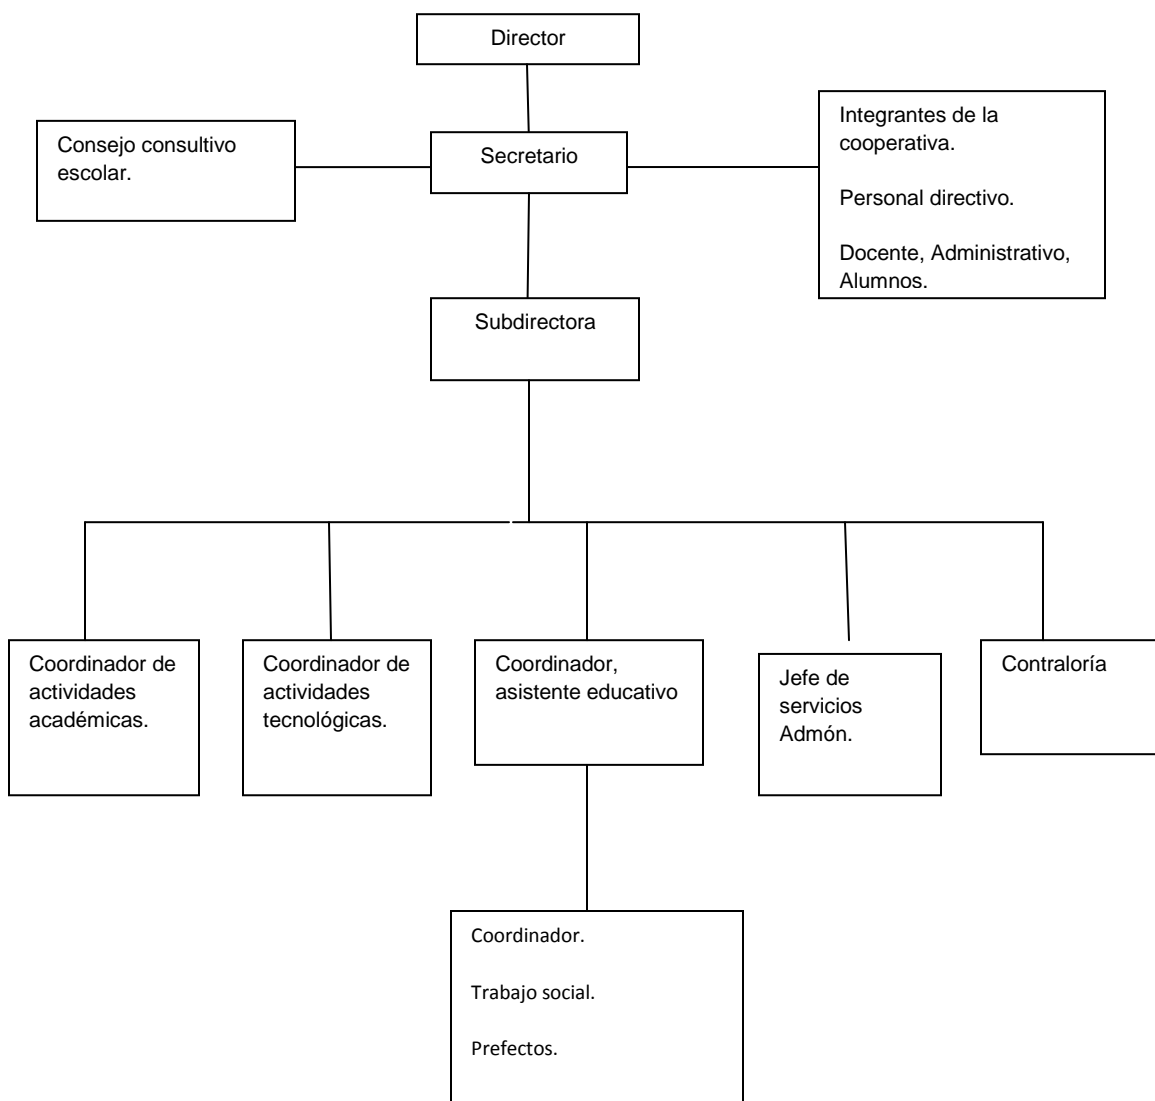 Director
Consejo consultivo
escolar.
Secretario
Integrantes de la
cooperativa.
Personal directivo.
Docente, Administrativo,
Alumnos.
Subdirectora
Coordinador de
actividades
académicas.
Coordinador de
actividades
tecnológicas.
Coordinador,
asistente educativo
Jefe de
servicios
Admón.
Contraloría
Coordinador.
Trabajo social.
Prefectos.